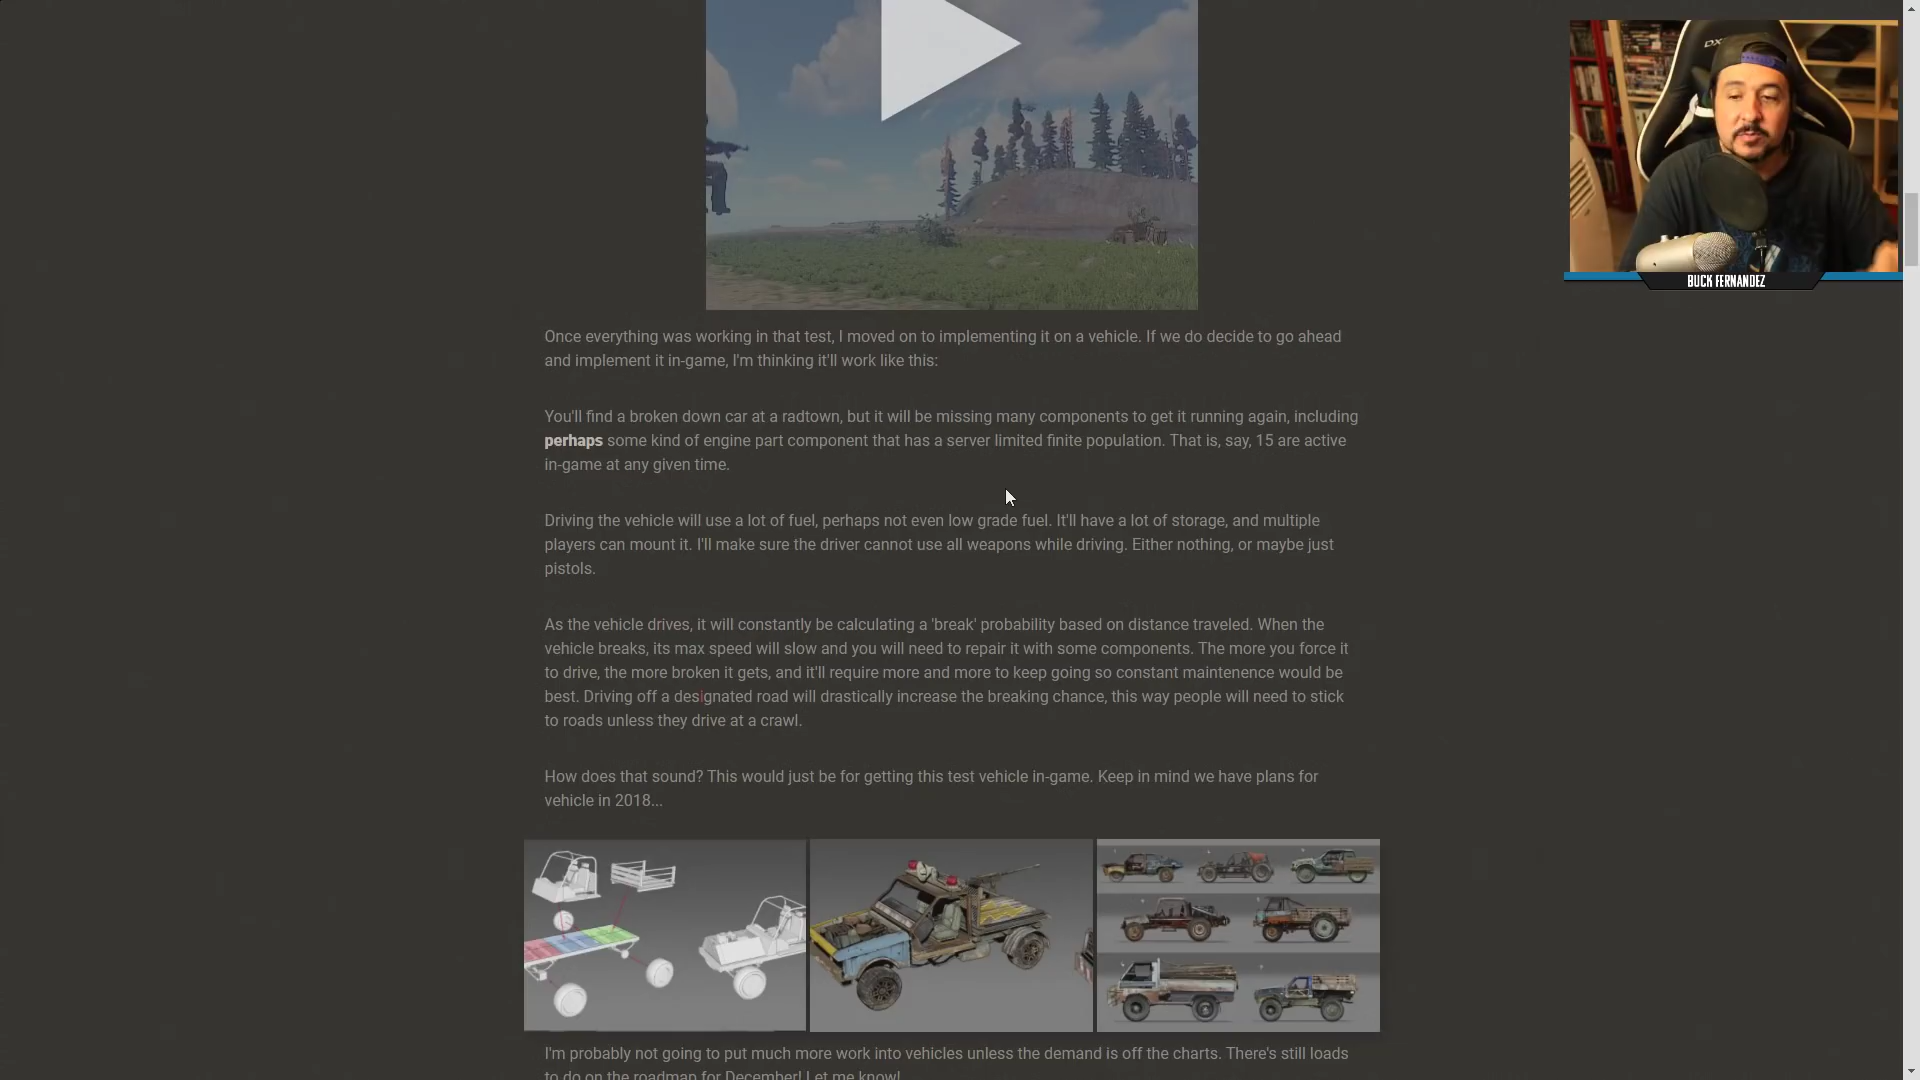 DX
BUCK FERNANDEZ
Once everything was working in that test, I moved on to implementing it on a vehicle. If we do decide to go ahead
and implement it in-game, I'm thinking it'll work like this:
You'll find a broken down car at a radtown, but it will be missing many components to get it running again, including
perhaps some kind of engine part component that has a server limited finite population. That is, say, 15 are active
in-game at any given time.
Driving the vehicle will use a lot of fuel, perhaps not even low grade fuel. It'll have a lot of storage, and multiple
players can mount it. I'll make sure the driver cannot use all weapons while driving. Either nothing, or maybe just
pistols.
As the vehicle drives, it will constantly be calculating a 'break' probability based on distance traveled. When the
vehicle breaks, its max speed will slow and you will need to repair it with some components. The more you force it
to drive, the more broken it gets, and it'll require more and more to keep going so constant maintenence would be
best. Driving off a designated road will drastically increase the breaking chance, this way people will need to stick
to roads unless they drive at a crawl.
How does that sound? This would just be for getting this test vehicle in-game. Keep in mind we have plans for
vehicle in 2018...
I'm probably not going to put much more work into vehicles unless the demand is off the charts. There's still loads
to do on the roadmap for December! Let me know!